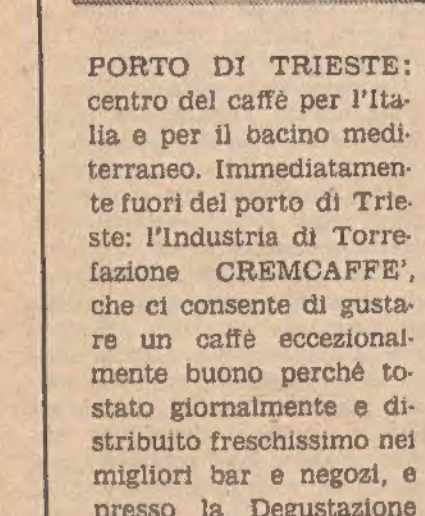 PORTO DI TRIESTE:
centro del caffè per l'Ita-
lia e per il bacino medi-
terraneo. Immediatamen-
te fuori del porto di Trie-
ste: l'Industria di Torre-
fazione CREMCAFFE',
che ci consente di gusta-
re un caffè eccezional-
mente buono perché to-
stato giornalmente e di-
stribuito freschissimo nei
migliori bar e negozi, e
presso la Degustazione